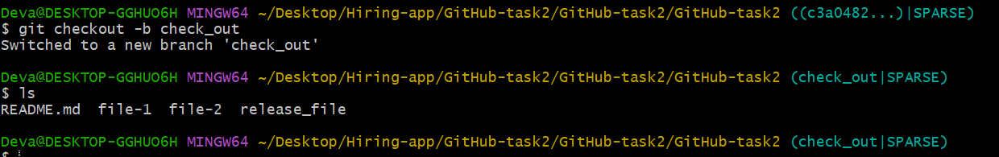 Deva@DESKTOP-GGHUO6H MINGW64 ~/Desktop/Hiring-app/GitHub-task2/GitHub-task2/GitHub-task2 ((c3a0482...)|SPARSE)
$ git checkout -b check_out
Switched to a new branch 'check_out'
Deva@DESKTOP-GGHUO6H MINGW64 ~/Desktop/Hiring-app/GitHub-task2/GitHub-task2/GitHub-task2 (check_out|SPARSE)
$ ls
README.md  file-1  file-2  release_file
Deva@DESKTOP-GGHUO6H MINGW64 ~/Desktop/Hiring-app/GitHub-task2/GitHub-task2/GitHub-task2 (check_out|SPARSE)
$